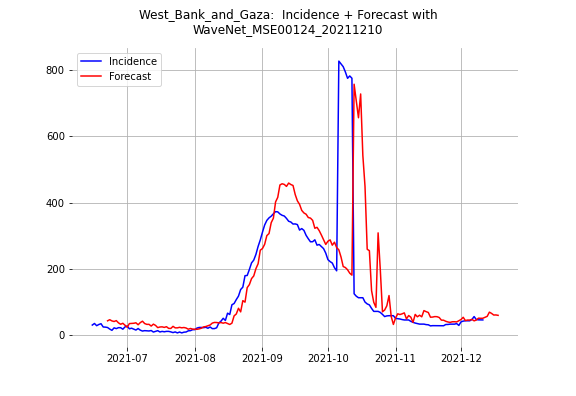 West_Bank_and_Gaza:  Incidence + Forecast with
WaveNet_MSE00124_20211210
Incidence
Forecast
800
600
400
200
0
2021-07 2021-08 2021-09 2021-10 2021-11 2021-12